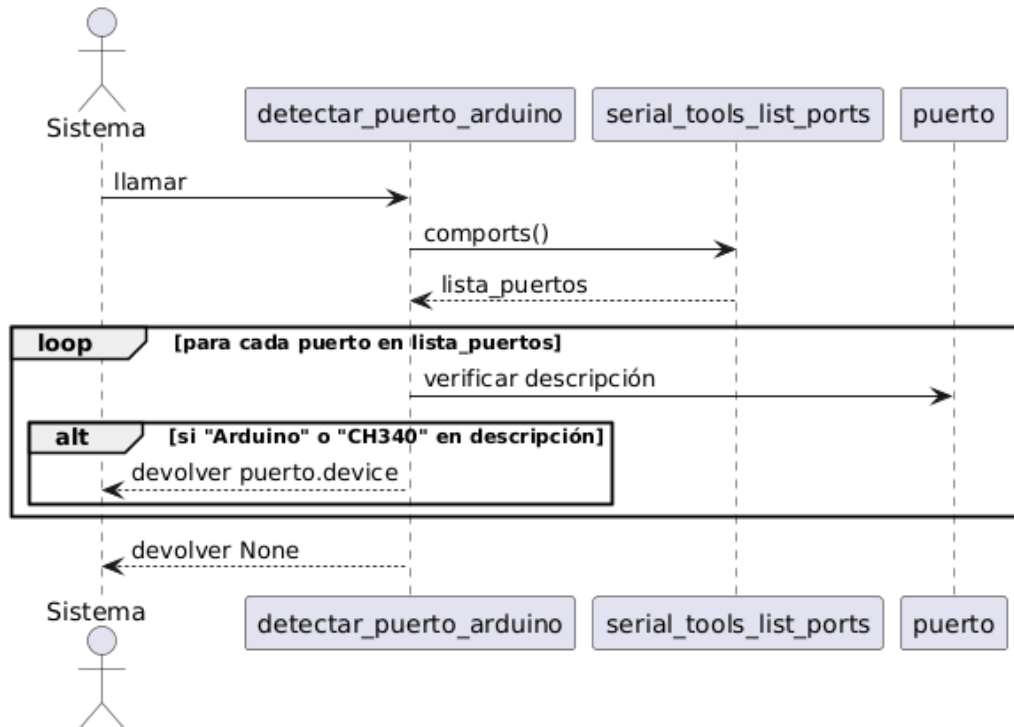 Sistema
detectar_puerto_arduino
serial_tools_list_ports
puerto
llamar
comports()
lista_puertos
loop [para cada puerto en lista_puertos]
verificar descripción
alt [si "Arduino" o "CH340" en descripción]
devolver puerto.device
devolver None
Sistema
detectar_puerto_arduino
serial_tools_list_ports
puerto